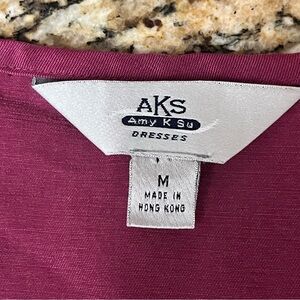 AKS
Amy K Su
DRESSES
M
MADE IN
HONG KONG